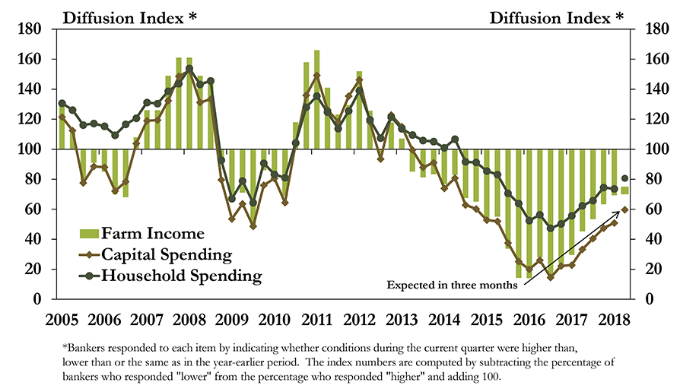 Diffusion Index * Diffusion Index *
180 180
160 160
140 140
120 120
100 100
80 80
60 60
40 40
20 20
0 0
Farm Income
Capital Spending
Household Spending
Expected in three months
2005 2006 2007 2008 2009 2010 2011 2012 2013 2014 2015 2016 2017 2018
*Bankers responded to each item by indicating whether conditions during the current quarter were higher than,
lower than or the same as in the year-earlier period. The index numbers are computed by subtracting the percentage of
bankers who responded "lower" from the percentage who responded "higher" and adding 100.